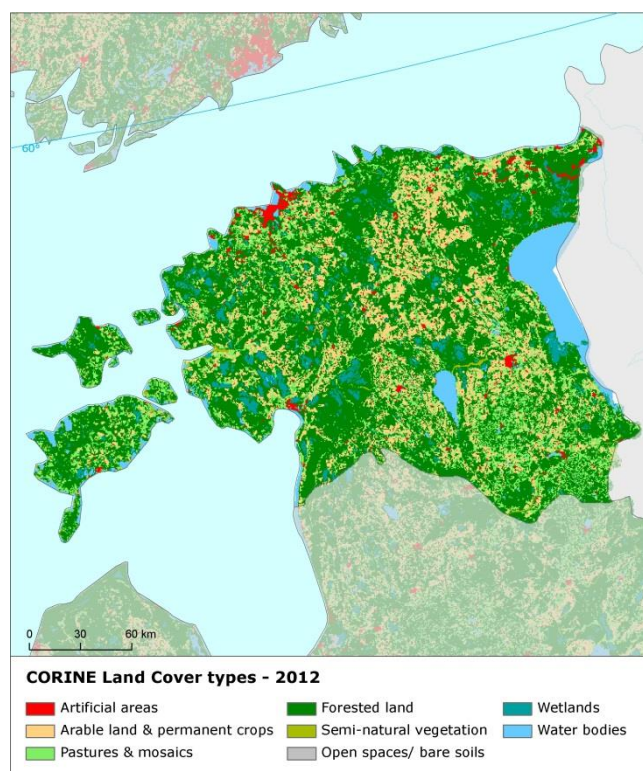 60°
0 30 60 km
CORINE Land Cover types - 2012
Artificial areas
Forested land
Wetlands
Arable land & permanent crops
Semi-natural vegetation
Water bodies
Pastures & mosaics
Open spaces/ bare soils